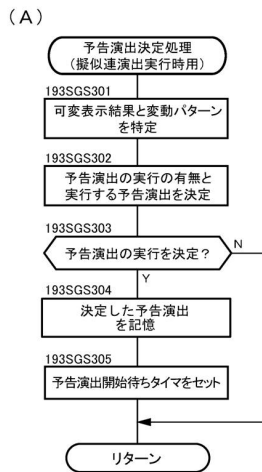 (A)
予告演出決定処理
(擬似連演出実行時用)
193SGS301
可変表示結果と変動パターン
を特定
193SGS302
予告演出の実行の有無と
実行する予告演出を決定
193SGS303
予告演出の実行を決定?
N
Y
193SGS304
決定した予告演出
を記憶
193SGS305
予告演出開始待ちタイマをセット
リターン